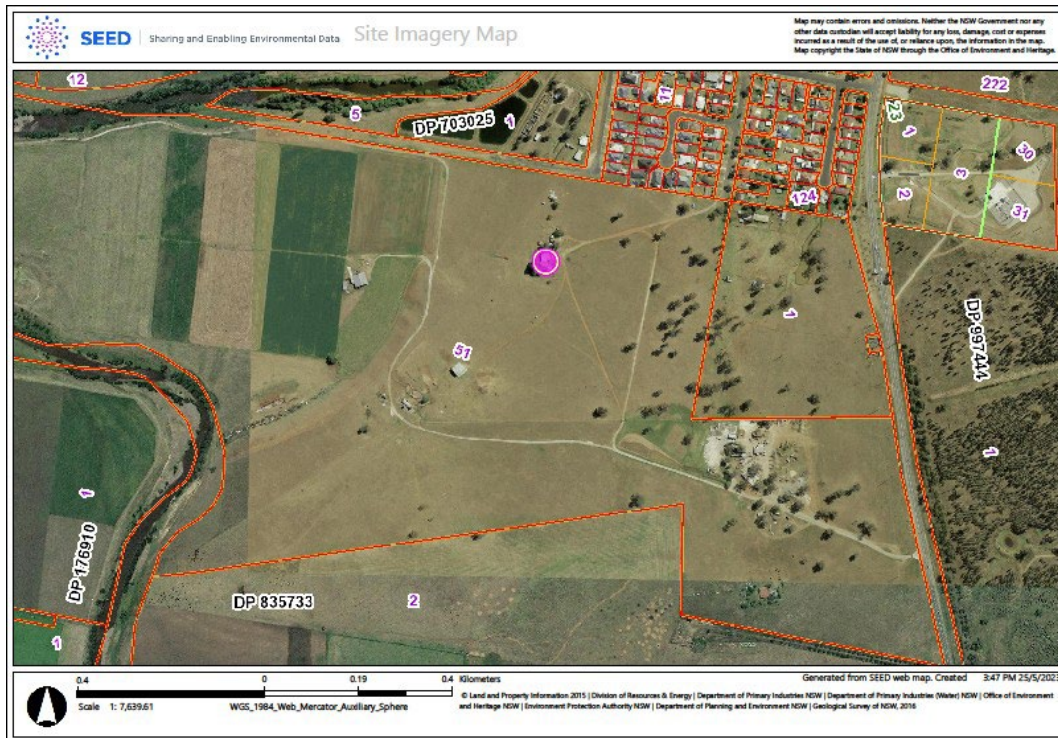 SEED
Sharing and Enabling Environmental Data
Site Imagery Map
Map may contain errors and omissions. Neither the NSW Government nor any
other data custodian will accept liability for any loss, damage, cost or expenses
incurred as a result of the use of, or reliance upon, the information in the map.
Map copyright the State of NSW through the Office of Environment and Heritage.
12
5
DP 703025
1
11
222
23
1
30
3
2
31
124
51
1
DP 997444
1
1
DP 176910
DP 835733
2
1
0.4
0
0.19
0.4
Kilometers
Scale 1: 7,639.61
WGS_1984_Web_Mercator_Auxiliary_Sphere
Generated from SEED web map. Created 3:47 PM 25/5/2023
© Land and Property Information 2015 | Division of Resources & Energy | Department of Primary Industries NSW | Department of Primary Industries (Water) NSW | Office of Environment
and Heritage NSW | Environment Protection Authority NSW | Department of Planning and Environment NSW | Geological Survey of NSW, 2016